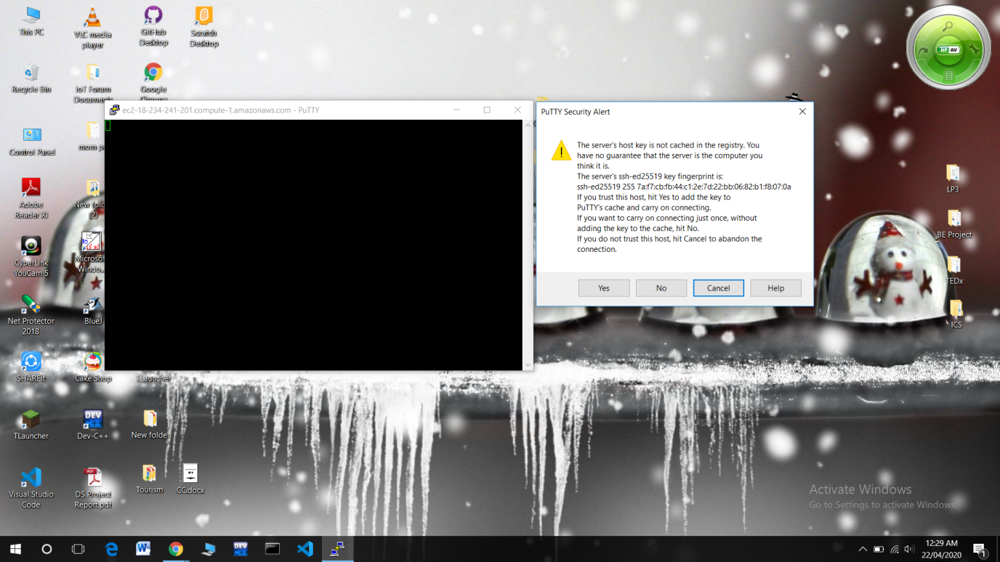 This PC
VLC media
player
GitHub
Desktop
Scratch
Desktop
Recycle Bin
IoT Forum
Documents
Google
Chrome
Control Panel
mom
Adobe
Reader XI
New
(2)
CyberLink
YouCam 5
Net Protector
2018
BlueJ
SHAREit
Cake Shop
TLauncher
TLauncher
Dev-C++
New folder
Visual Studio
Code
DS Project
Report.pdf
Tourism
CC.docx
ec2-18-234-241-201.compute-1.amazonaws.com - PuTTY
PuTTY Security Alert
The server's host key is not cached in the registry. You
have no guarantee that the server is the computer you
think it is.
The server's ssh-ed25519 key fingerprint is:
ssh-ed25519 255 7a:f7:cb:fb:44:c1:2e:7d:22:bb:06:82:b1:f8:07:0a
If you trust this host, hit Yes to add the key to
PuTTY's cache and carry on connecting.
If you want to carry on connecting just once, without
adding the key to the cache, hit No.
If you do not trust this host, hit Cancel to abandon the
connection.
Yes
No
Cancel
Help
NP AV
LP3
BE Project
TEDx
ICS
Activate Windows
Go to Settings to activate Windows.
DEV
DEV
PDF
12:29 AM
22/04/2020
1